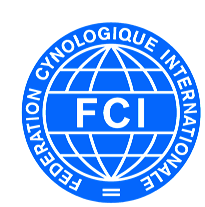 FEDERATION CYNOLOGIQUE INTERNATIONALE
FCI